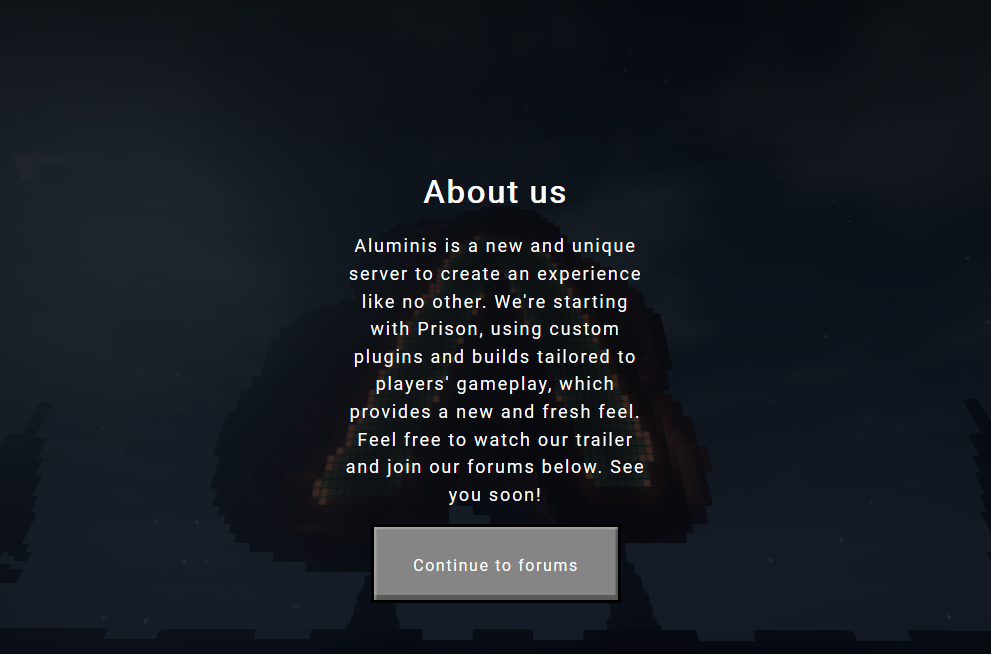 About us
Aluminis is a new and unique
server to create an experience
like no other. We're starting
with Prison, using custom
plugins and builds tailored to
players' gameplay, which
provides a new and fresh feel.
Feel free to watch our trailer
and join our forums below. See
you soon!
Continue to forums